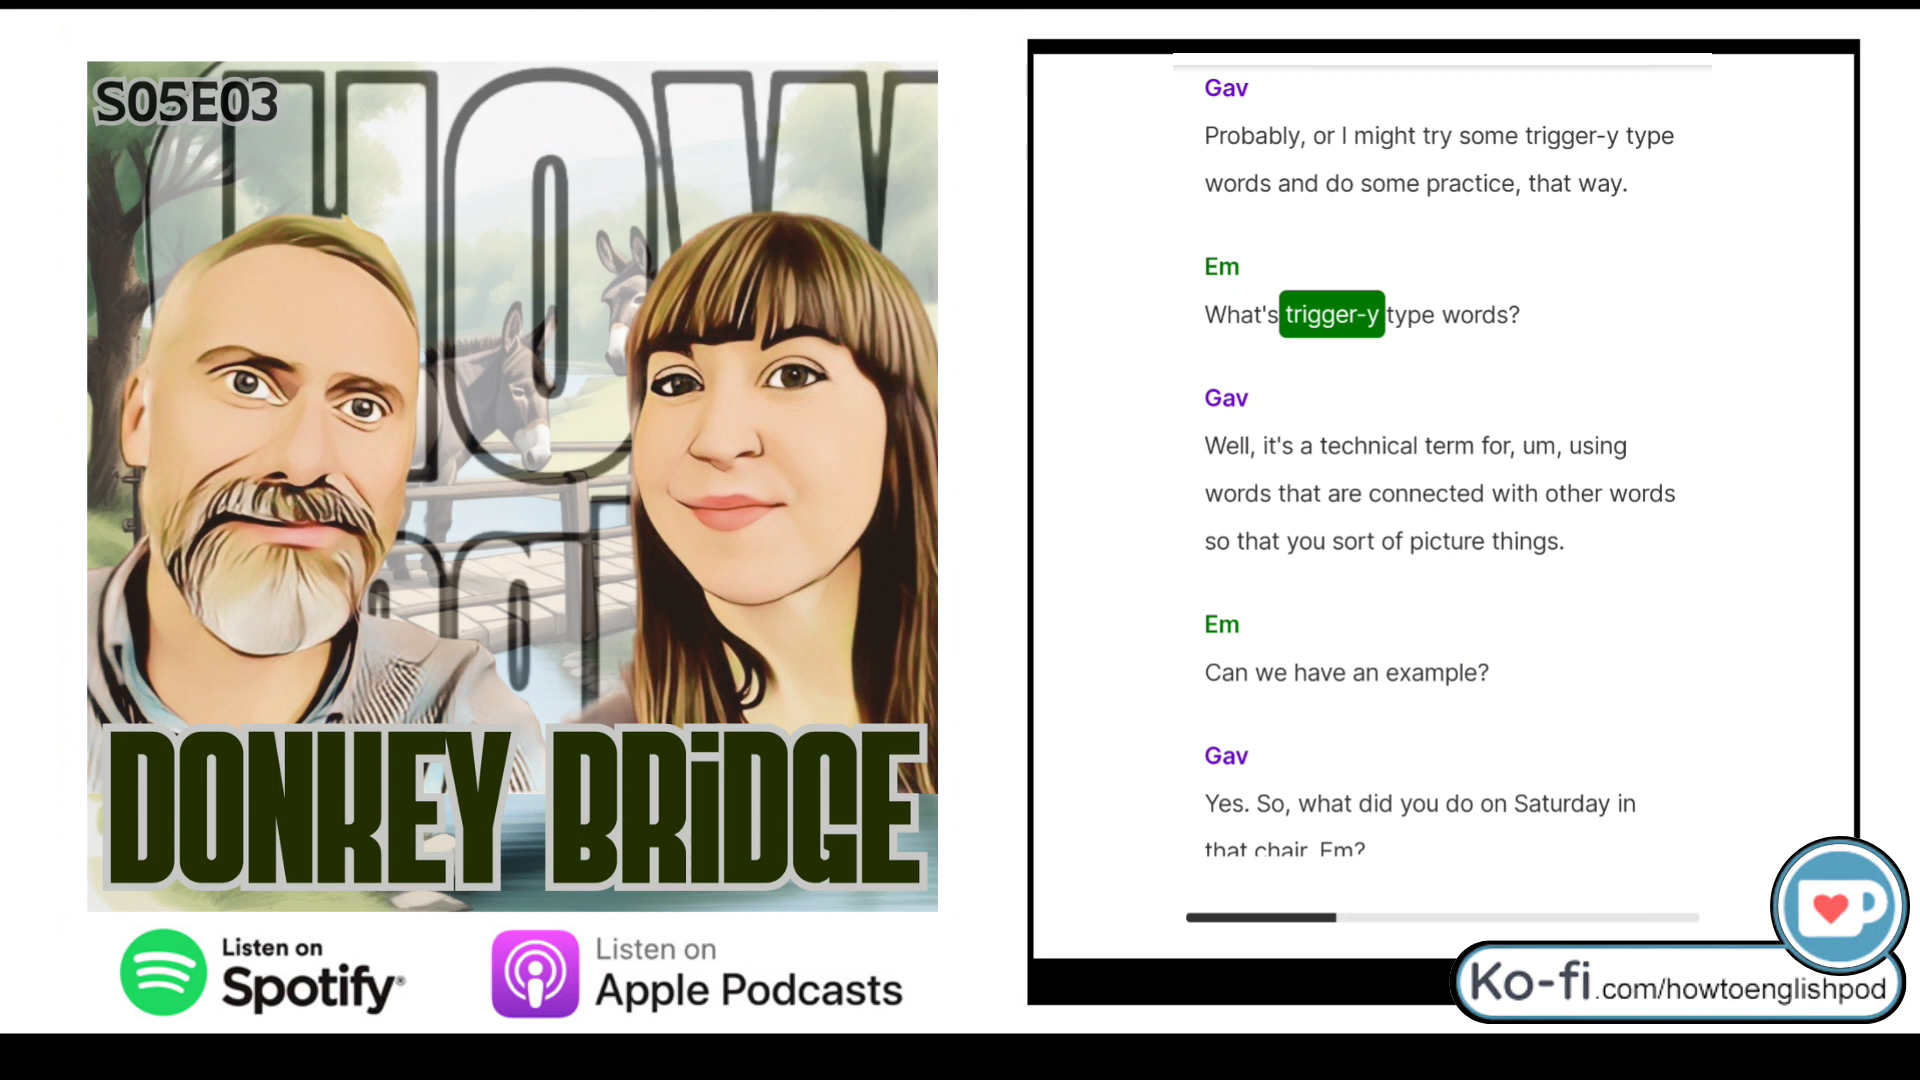 S05E03
HOW
DONKEY BRiDGE
Listen on
Spotify®
Listen on
Apple Podcasts
Gav
Probably, or I might try some trigger-y type
words and do some practice, that way.
Em
What's trigger-y type words?
Gav
Well, it's a technical term for, um, using
words that are connected with other words
so that you sort of picture things.
Em
Can we have an example?
Gav
Yes. So, what did you do on Saturday in
that chair, Em?
Ko-fi.com/howtoenglishpod